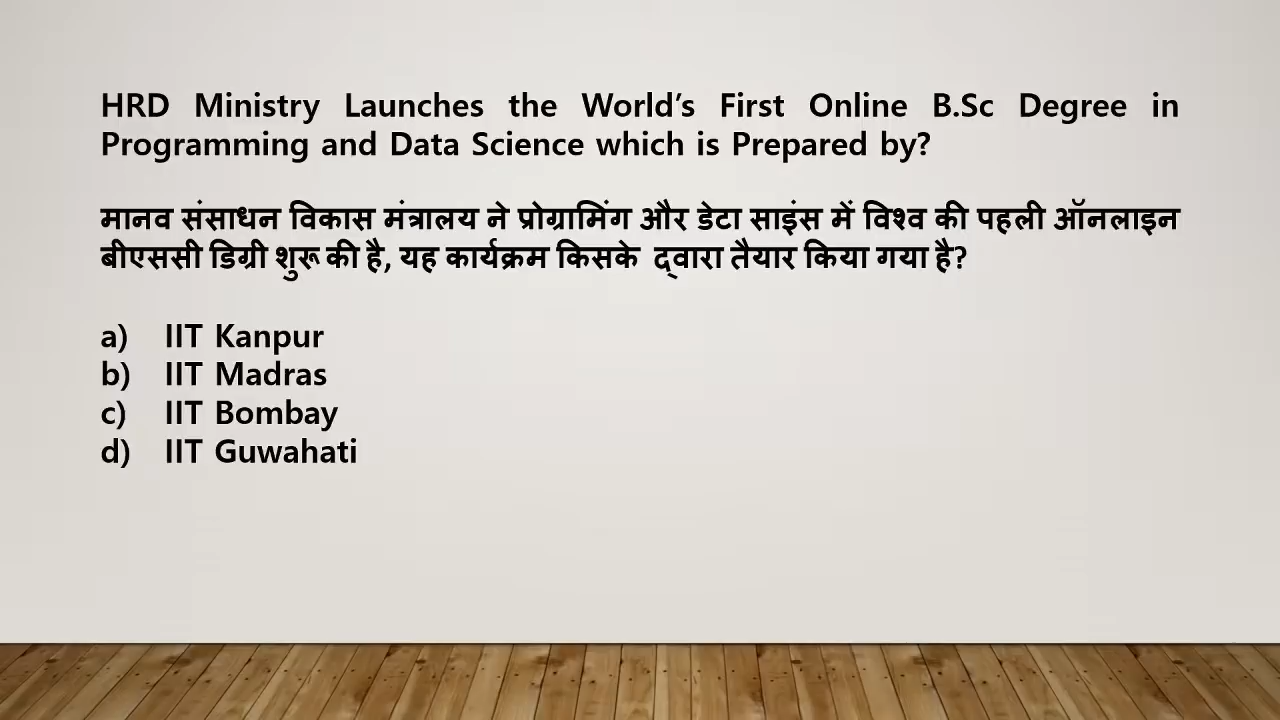 HRD Ministry Launches the World’s First Online B.Sc Degree in
Programming and Data Science which is Prepared by?
मानव संसाधन विकास मंत्रालय ने प्रोग्रामिंग और डेटा साइंस में विश्व की पहली ऑनलाइन
बीएससी डिग्री शुरू की है, यह कार्यक्रम किसके द्वारा तैयार किया गया है?
a) IIT Kanpur
b) IIT Madras
c) IIT Bombay
d) IIT Guwahati